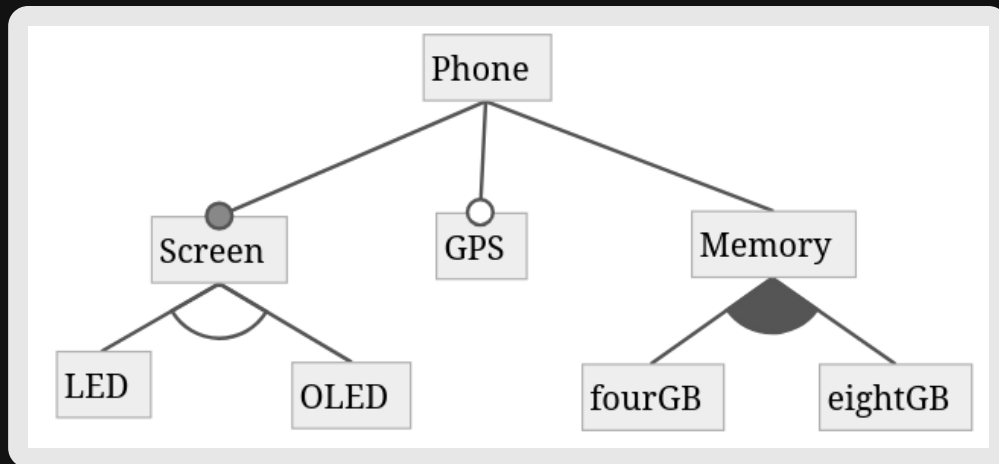 Phone
Screen
GPS
Memory
LED
OLED
fourGB
eightGB